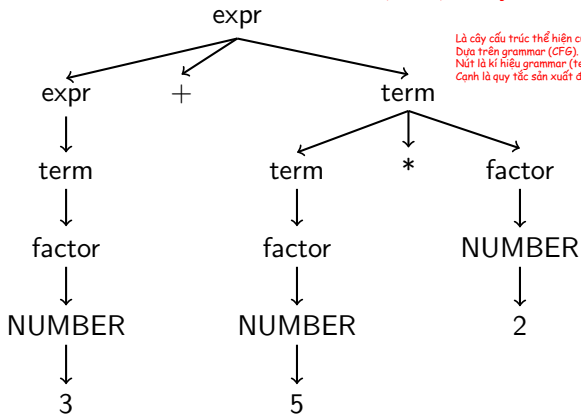 expr
Là cây cấu trúc thể hiện
Dựa trên grammar (CFG).
Nút là kí hiệu grammar
Cạnh là quy tắc sản xuất
expr + term
term term * factor
factor factor NUMBER
NUMBER NUMBER 2
3 5